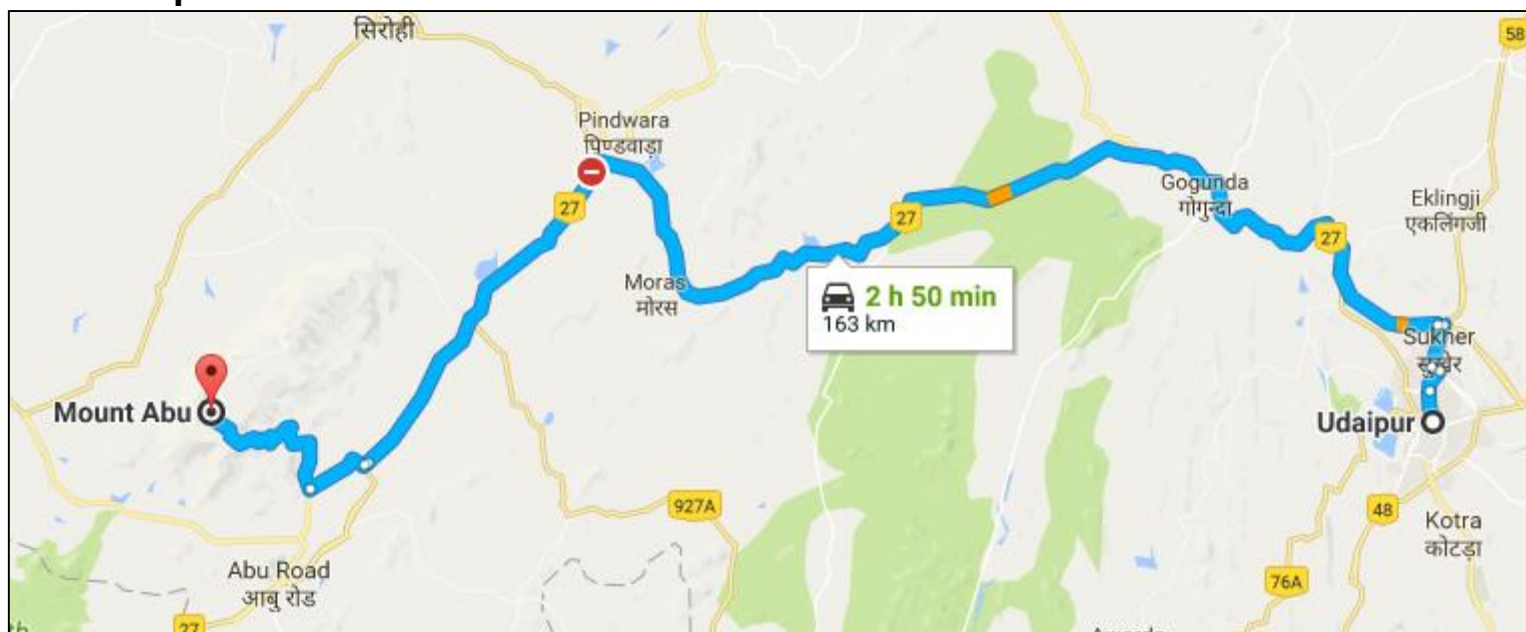 सिरोही
58
Pindwara
पिण्डवाड़ा
27
Gogunda
गोगुन्दा
Eklingji
एकलिंगजी
27
27
Moras
मोरस
2 h 50 min
163 km
Sukher
सुखेर
Mount Abu
Udaipur
927A
48
Kotra
कोटड़ा
Abu Road
आबु रोड
76A
27